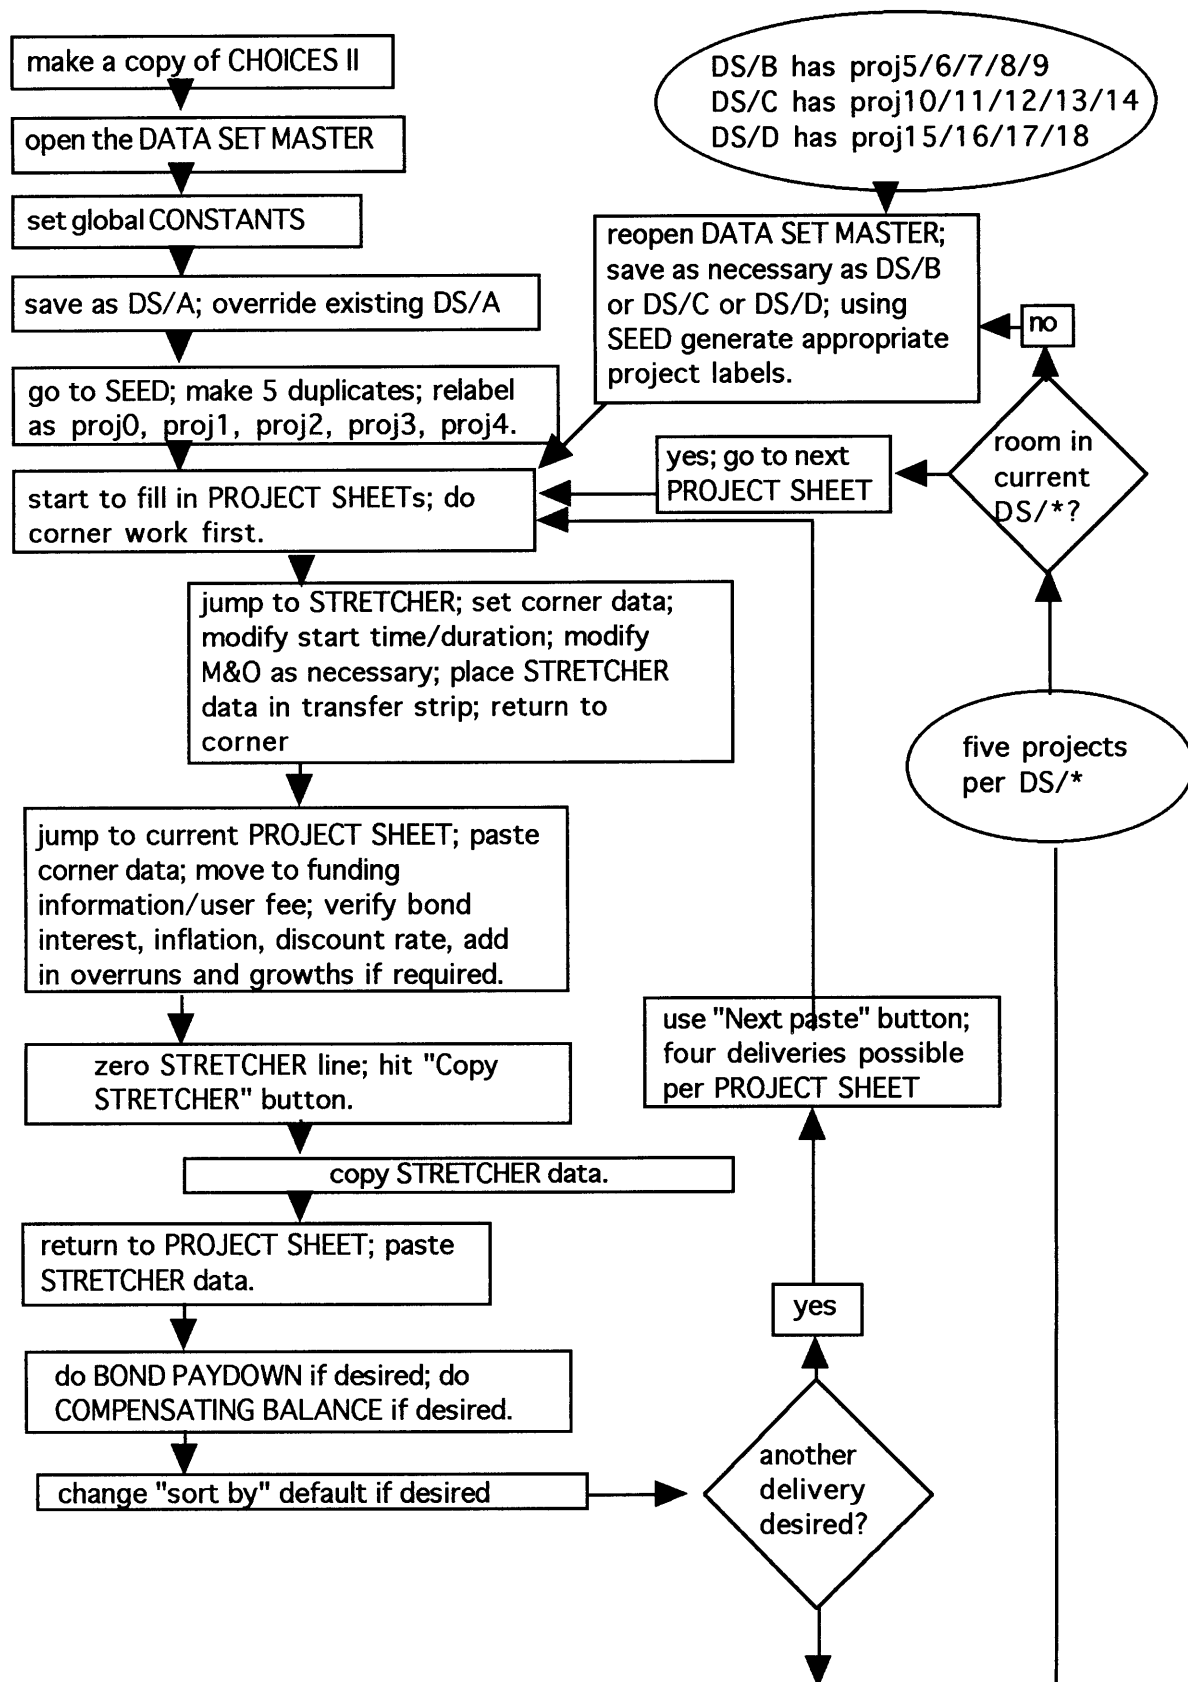 make a copy of CHOICES II
open the DATA SET MASTER
set global CONSTANTS
save as DS/A; override existing DS/A
go to SEED; make 5 duplicates; relabel
as proj0, proj1, proj2, proj3, proj4.
start to fill in PROJECT SHEETs; do
corner work first.
jump to STRETCHER; set corner data;
modify start time/duration; modify
M&O as necessary; place STRETCHER
data in transfer strip; return to
corner
jump to current PROJECT SHEET; paste
corner data; move to funding
information/user fee; verify bond
interest, inflation, discount rate, add
in overruns and growths if required.
zero STRETCHER line; hit "Copy
STRETCHER" button.
copy STRETCHER data.
return to PROJECT SHEET; paste
STRETCHER data.
do BOND PAYDOWN if desired; do
COMPENSATING BALANCE if desired.
change "sort by" default if desired
another
delivery
desired?
yes
use "Next paste" button;
four deliveries possible
per PROJECT SHEET
five projects
per DS/*
room in
current
DS/*?
yes; go to next
PROJECT SHEET
no
reopen DATA SET MASTER;
save as necessary as DS/B
or DS/C or DS/D; using
SEED generate appropriate
project labels.
DS/B has proj5/6/7/8/9
DS/C has proj10/11/12/13/14
DS/D has proj15/16/17/18